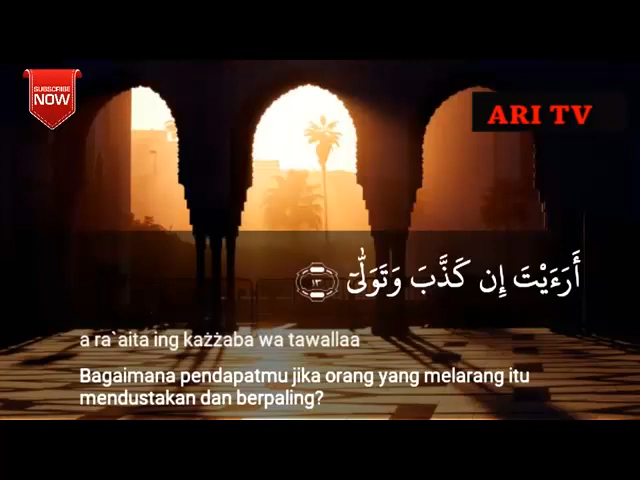 SUBSCRIBE
NOW
ARI TV
أَرَءَيْتَ إِن كَذَّبَ وَتَوَلَّىٰٓ ١٣
a ra`aita ing każżaba wa tawallaa
Bagaimana pendapatmu jika orang yang melarang itu
mendustakan dan berpaling?